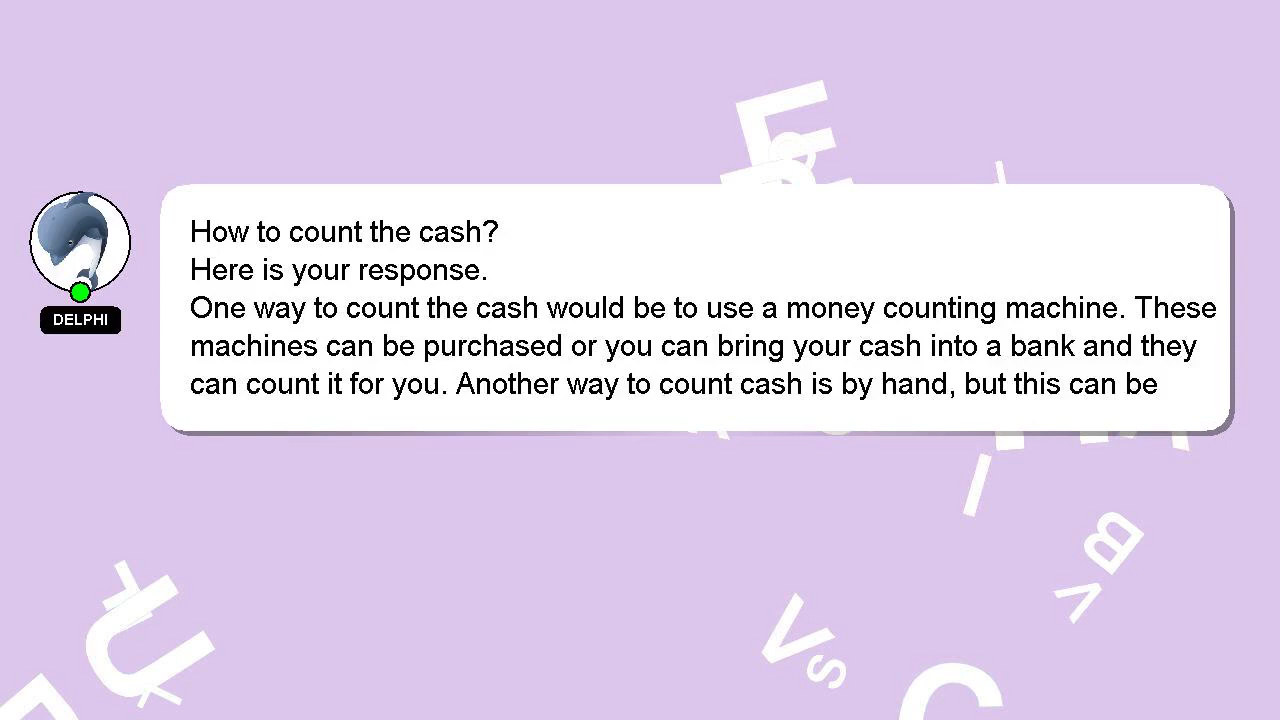 How to count the cash?
Here is your response.
One way to count the cash would be to use a money counting machine. These
machines can be purchased or you can bring your cash into a bank and they
can count it for you. Another way to count cash is by hand, but this can be
DELPHI
E
I
B
V
U
V
S
C